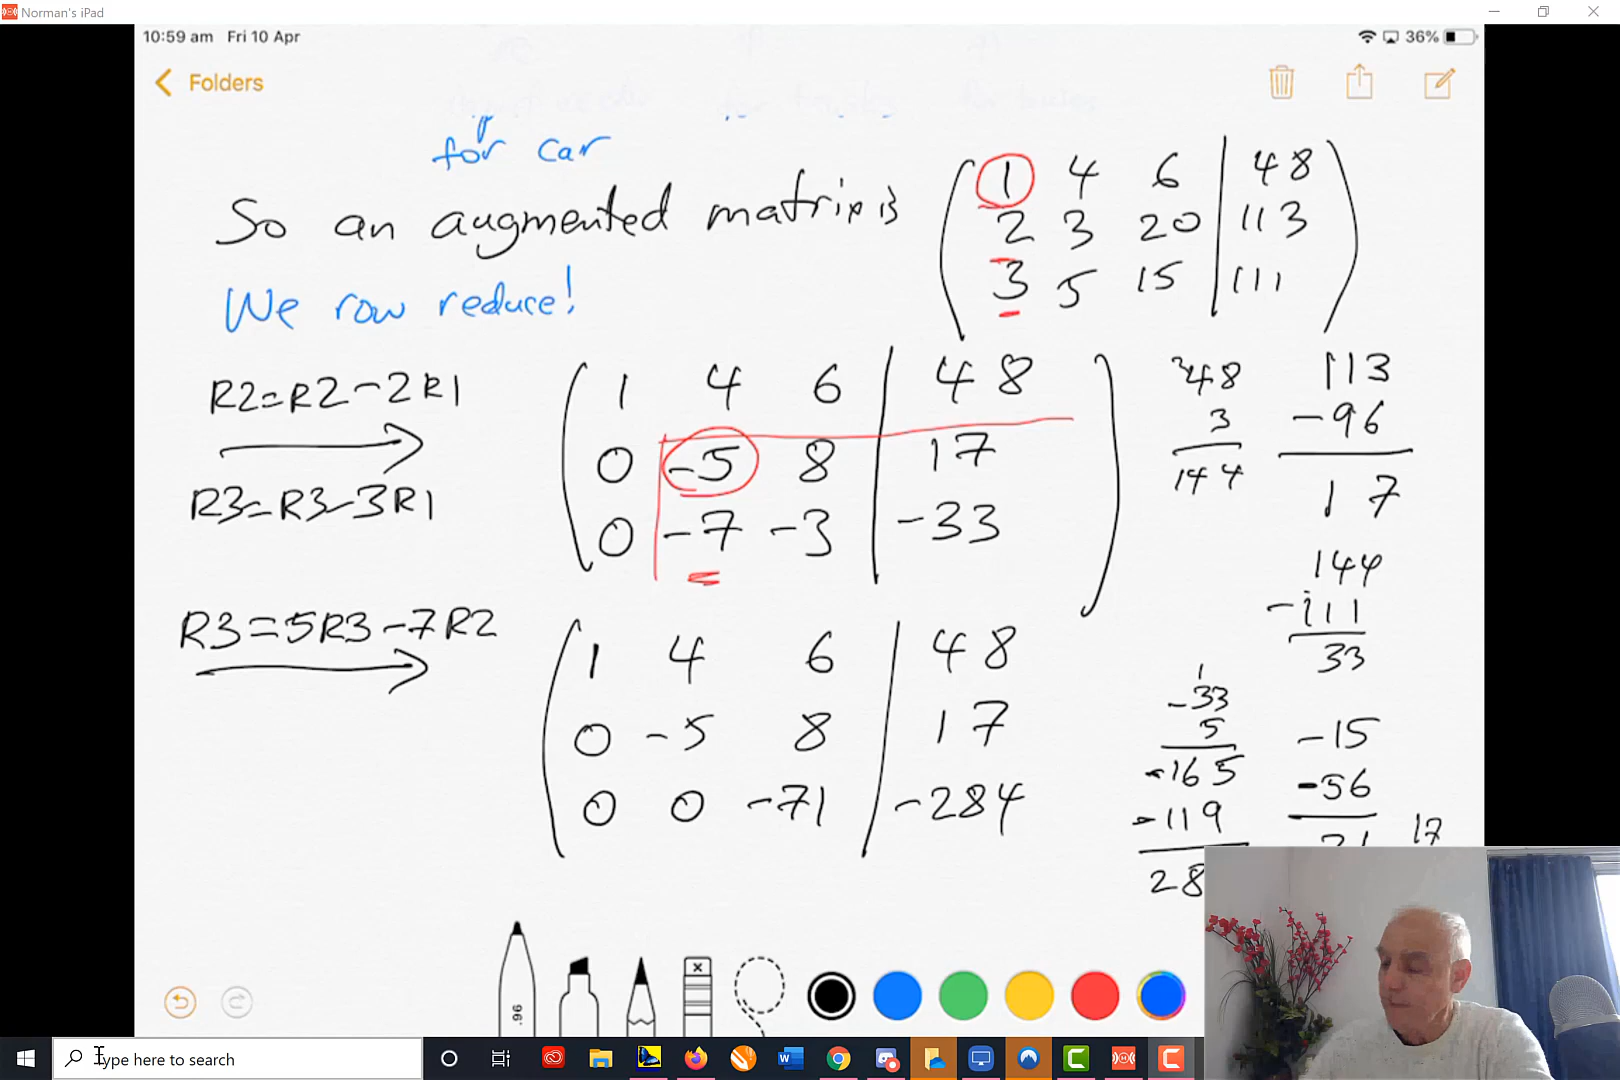 Norman's iPad
10:59 am Fri 10 Apr
36%
Folders
for car
So an augmented matrix is
1 4 6 | 48
2 3 20 | 113
3 5 15 | 111
We row reduce!
R2=R2-2R1
R3=R3-3R1
1 4 6 | 48
0 -5 8 | 17
0 -7 -3 | -33
48
3
144
113
-96
17
144
-111
33
R3=5R3-7R2
1 4 6 | 48
0 -5 8 | 17
0 0 -71 | -284
-33
5
-165
-119
28
-15
-56
17
.96
Type here to search